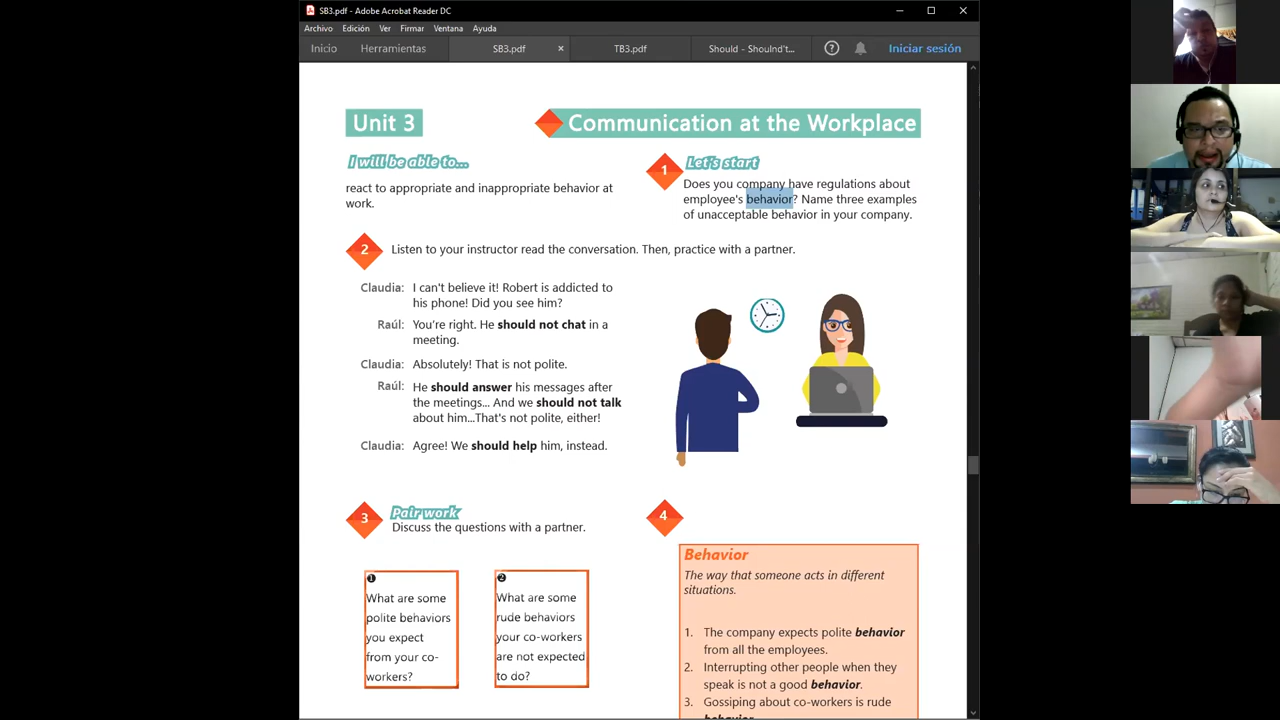 SB3.pdf - Adobe Acrobat Reader DC
Archivo Edición Ver Firmar Ventana Ayuda
Inicio Herramientas SB3.pdf × TB3.pdf Should - Shoulnd't... Iniciar sesión
Unit 3
Communication at the Workplace
I will be able to...
react to appropriate and inappropriate behavior at
work.
1
Let's start
Does you company have regulations about
employee's behavior? Name three examples
of unacceptable behavior in your company.
2
Listen to your instructor read the conversation. Then, practice with a partner.
Claudia: I can't believe it! Robert is addicted to
his phone! Did you see him?
Raúl: You're right. He should not chat in a
meeting.
Claudia: Absolutely! That is not polite.
Raúl: He should answer his messages after
the meetings... And we should not talk
about him...That's not polite, either!
Claudia: Agree! We should help him, instead.
3
Pair work
Discuss the questions with a partner.
1
What are some
polite behaviors
you expect
from your co-
workers?
2
What are some
rude behaviors
your co-workers
are not expected
to do?
4
Behavior
The way that someone acts in different
situations.
1. The company expects polite behavior
from all the employees.
2. Interrupting other people when they
speak is not a good behavior.
3. Gossiping about co-workers is rude
behavior